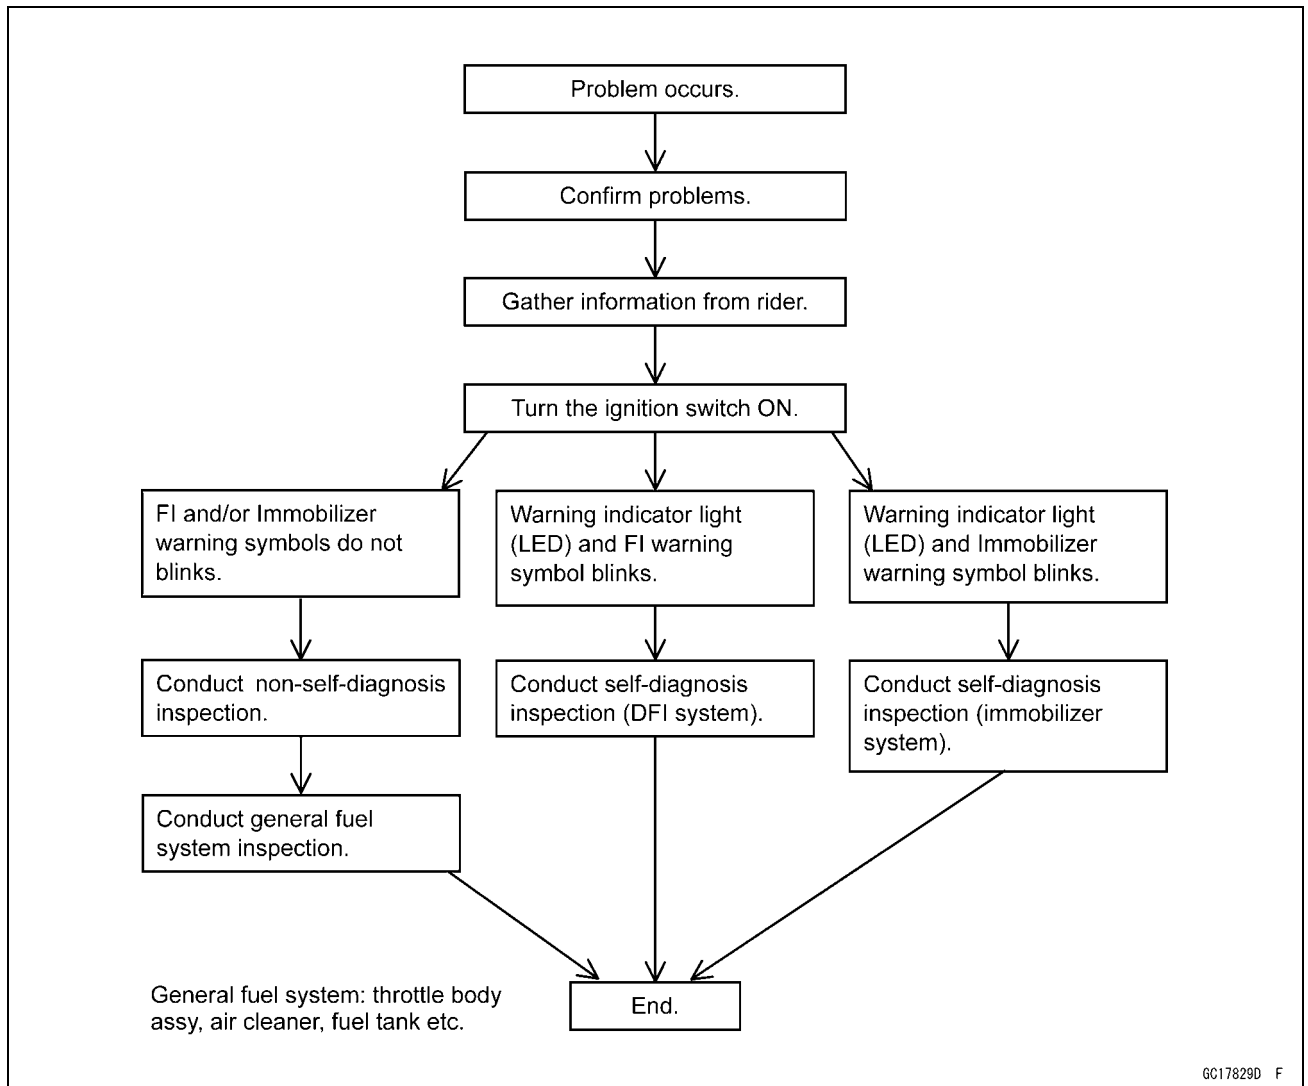 Problem occurs.
Confirm problems.
Gather information from rider.
Turn the ignition switch ON.
FI and/or Immobilizer
warning symbols do not
blinks.
Warning indicator light
(LED) and FI warning
symbol blinks.
Warning indicator light
(LED) and Immobilizer
warning symbol blinks.
Conduct non-self-diagnosis
inspection.
Conduct self-diagnosis
inspection (DFI system).
Conduct self-diagnosis
inspection (immobilizer
system).
Conduct general fuel
system inspection.
General fuel system: throttle body
assy, air cleaner, fuel tank etc.
End.
GC17829D F